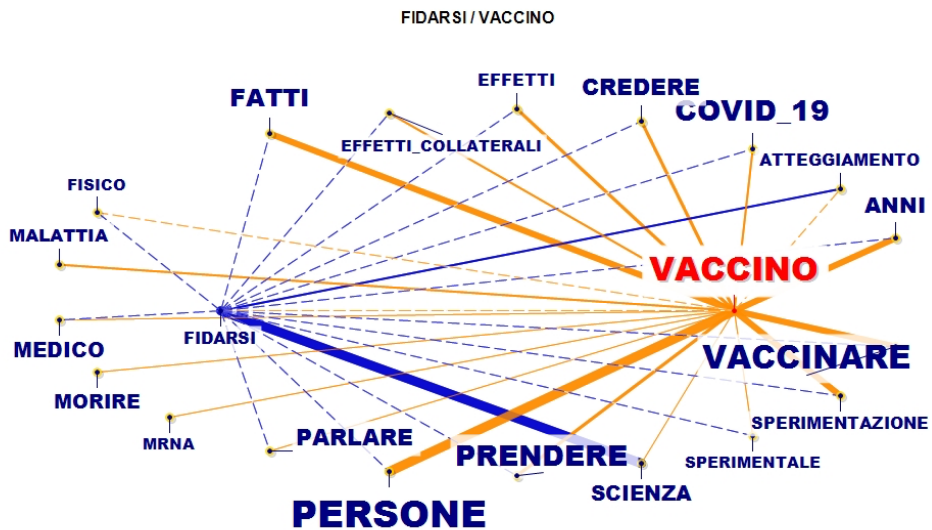 FIDARSI / VACCINO
EFFETTI
CREDERE
FATTI
COVID_19
EFFETTI_COLLATERALI
ATTEGGIAMENTO
FISICO
ANNI
MALATTIA
VACCINO
FIDARSI
MEDICO
VACCINARE
MORIRE
SPERIMENTAZIONE
MRNA
PARLARE
PRENDERE
SPERIMENTALE
SCIENZA
PERSONE